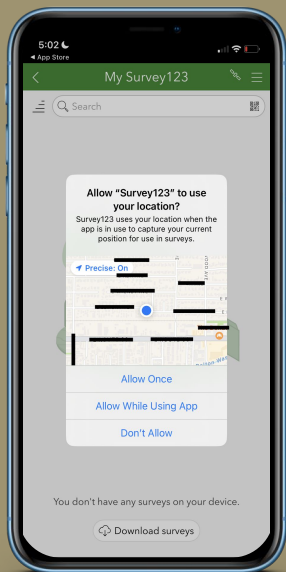 5:02
App Store
My Survey123
Search
Allow “Survey123” to use
your location?
Survey123 uses your location when the
app is in use to capture your current
position for use in surveys.
Precise: On
Allow Once
Allow While Using App
Don't Allow
You don't have any surveys on your device.
Download surveys